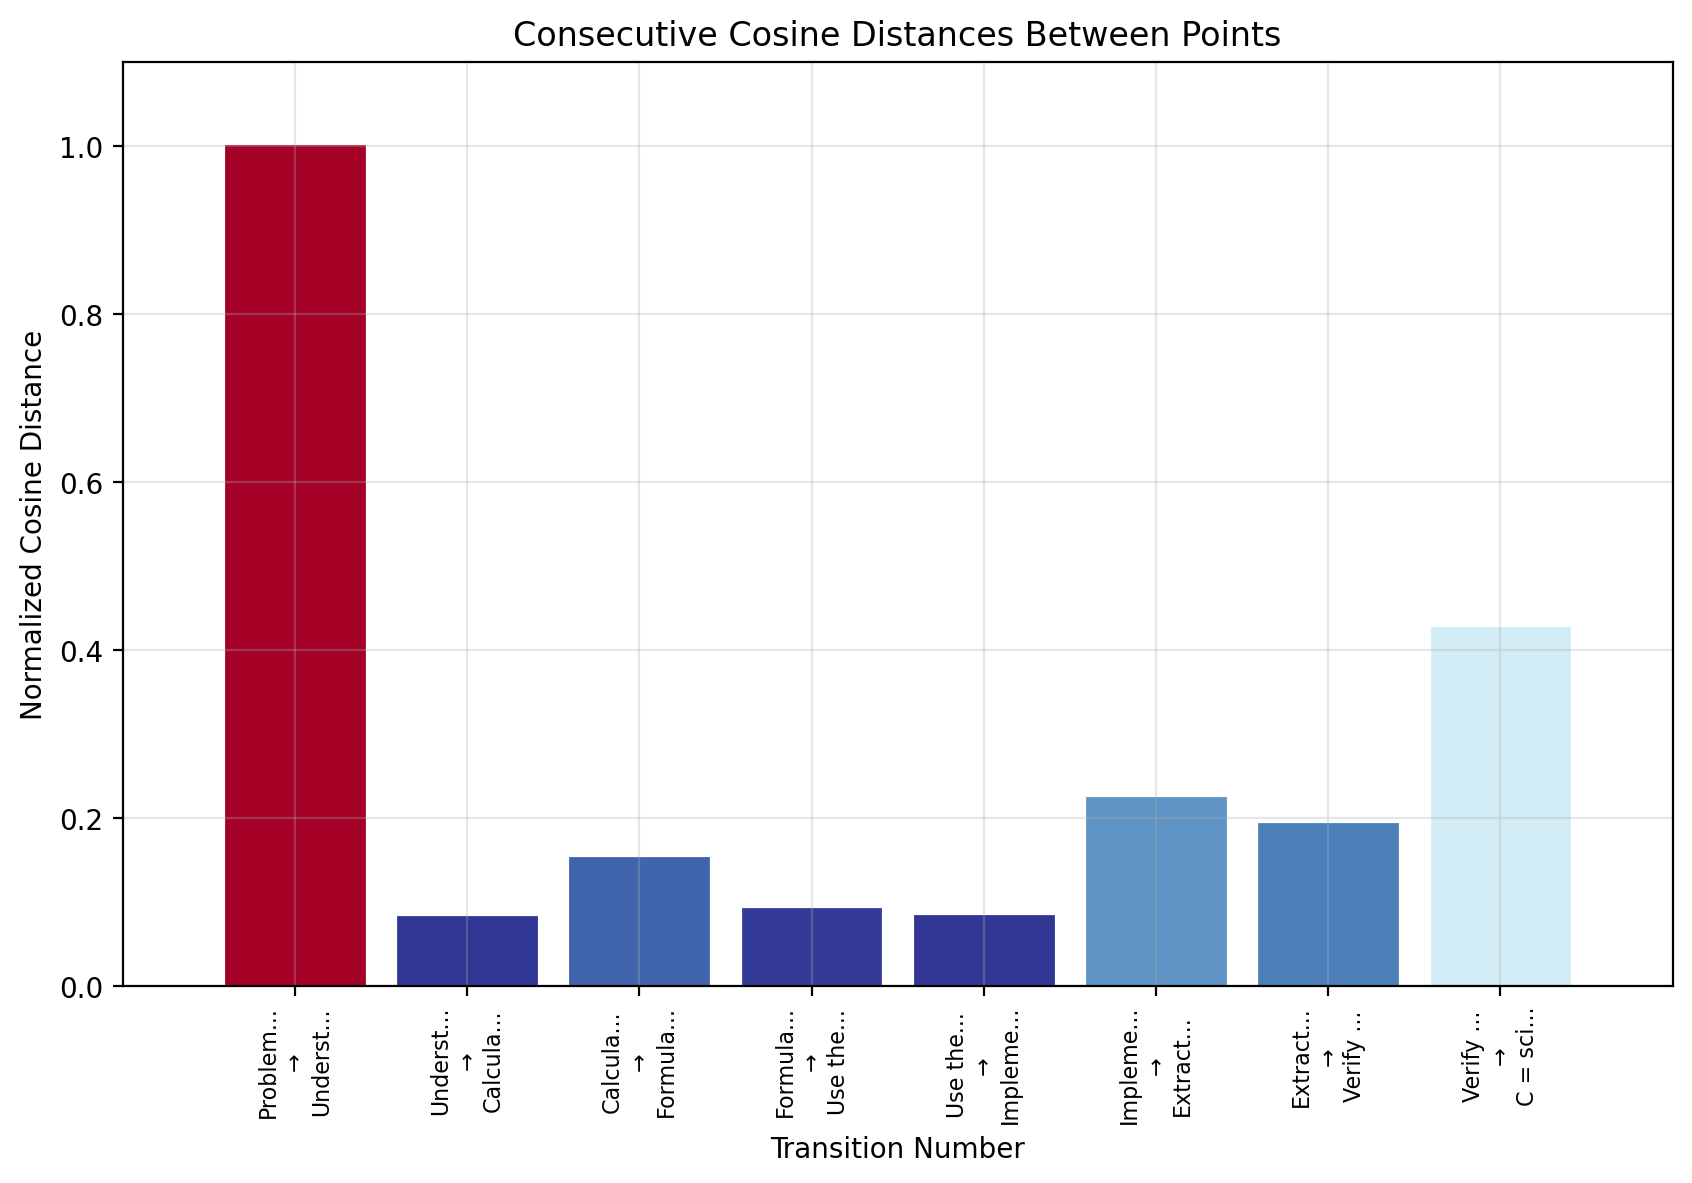 Consecutive Cosine Distances Between Points
Normalized Cosine Distance
1.0
0.8
0.6
0.4
0.2
0.0
Problem...
→
Underst...
Underst...
→
Calcula...
Calcula...
→
Formula...
Formula...
→
Use the...
Use the...
→
Impleme...
Impleme...
→
Extract...
Extract...
→
Verify ...
Verify ...
→
C = sci...
Transition Number